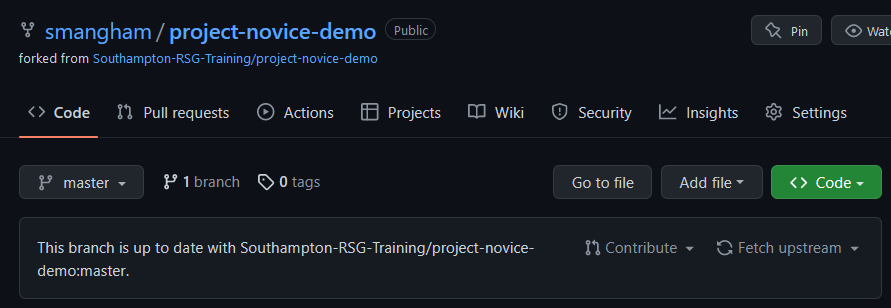 smangham / project-novice-demo Public Pin Wat
forked from Southampton-RSG-Training/project-novice-demo
Code Pull requests Actions Projects Wiki Security Insights Settings
master 1 branch 0 tags Go to file Add file Code
This branch is up to date with Southampton-RSG-Training/project-novice-
demo:master.
Contribute Fetch upstream